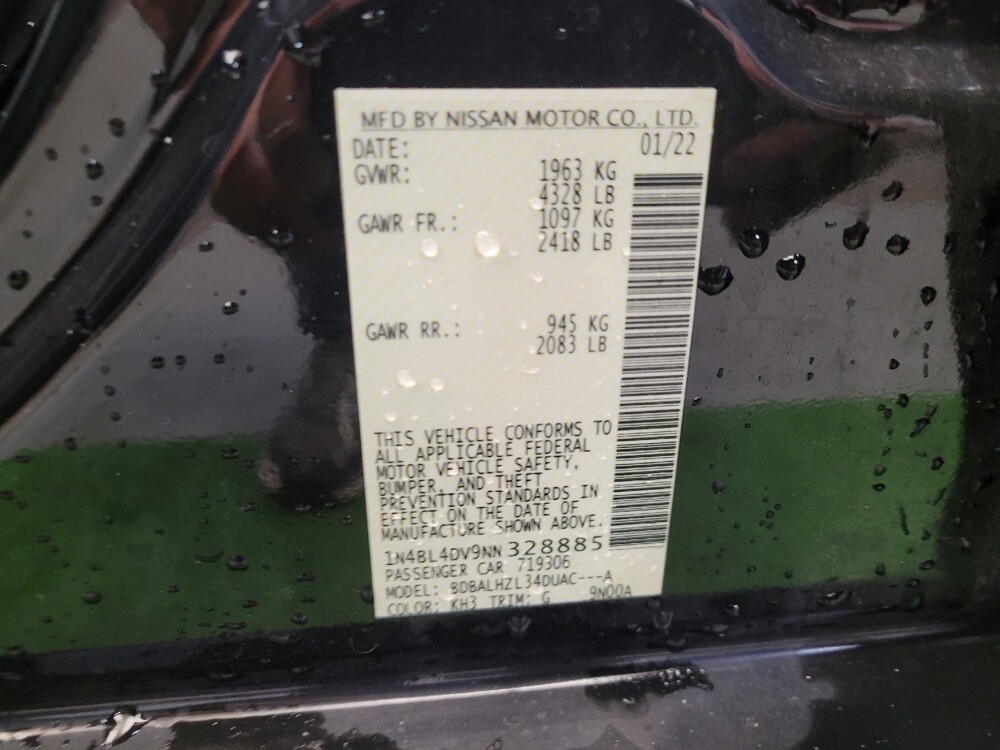 MFD BY NISSAN MOTOR CO., LTD.
DATE: 01/22
GVWR: 1963 KG
4328 LB
GAWR FR.: 1097 KG
2418 LB
GAWR RR.: 945 KG
2083 LB
THIS VEHICLE CONFORMS TO
ALL APPLICABLE FEDERAL
MOTOR VEHICLE SAFETY,
BUMPER, AND THEFT
PREVENTION STANDARDS IN
EFFECT ON THE DATE OF
MANUFACTURE SHOWN ABOVE.
1N4BL4DV9NN328885
PASSENGER CAR 719306
MODEL: BDBALHZL34DUAC---A
COLOR: KH3 TRIM: G 9N00A